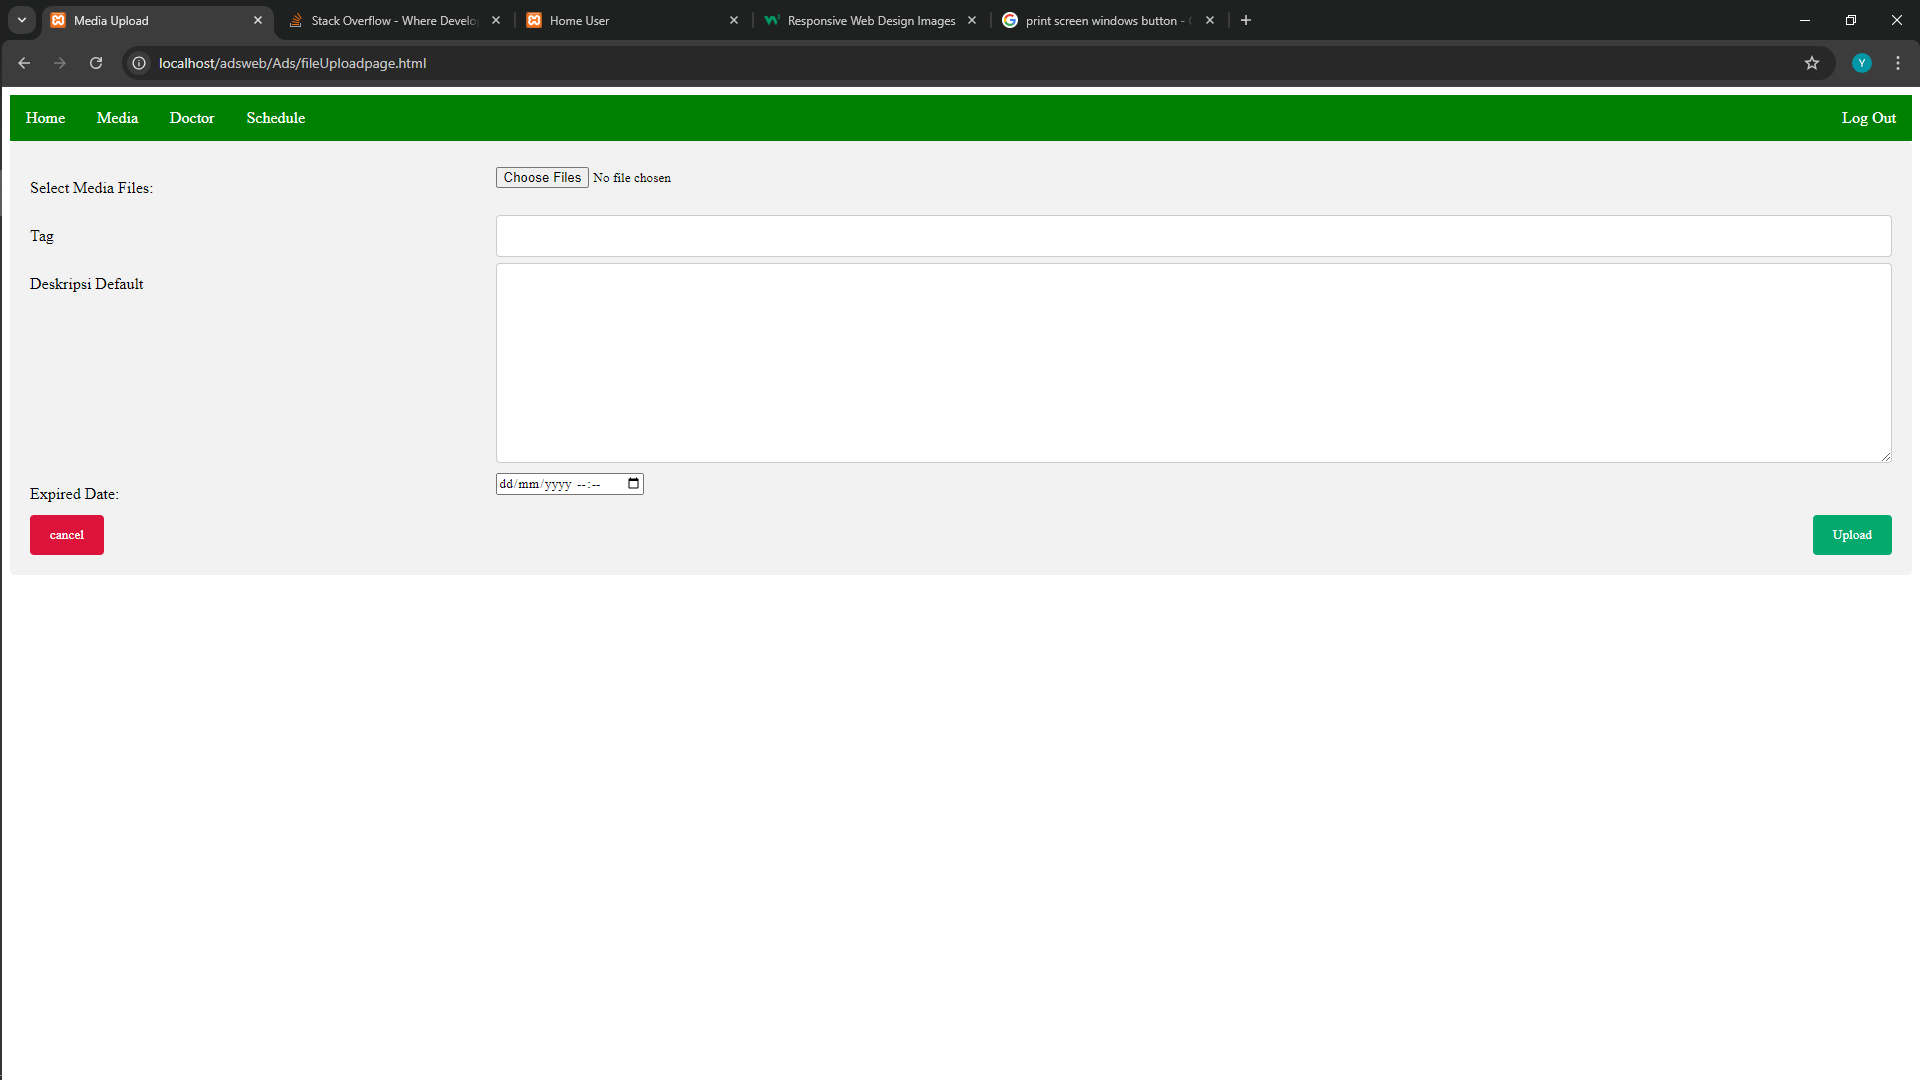 Media Upload
Stack Overflow - Where Develo
Home User
Responsive Web Design Images
print screen windows button -
localhost/adsweb/Ads/fileUploadpage.html
Y
Home Media Doctor Schedule Log Out
Select Media Files:
Choose Files No file chosen
Tag
Deskripsi Default
Expired Date:
dd/mm/yyyy --:--
cancel
Upload